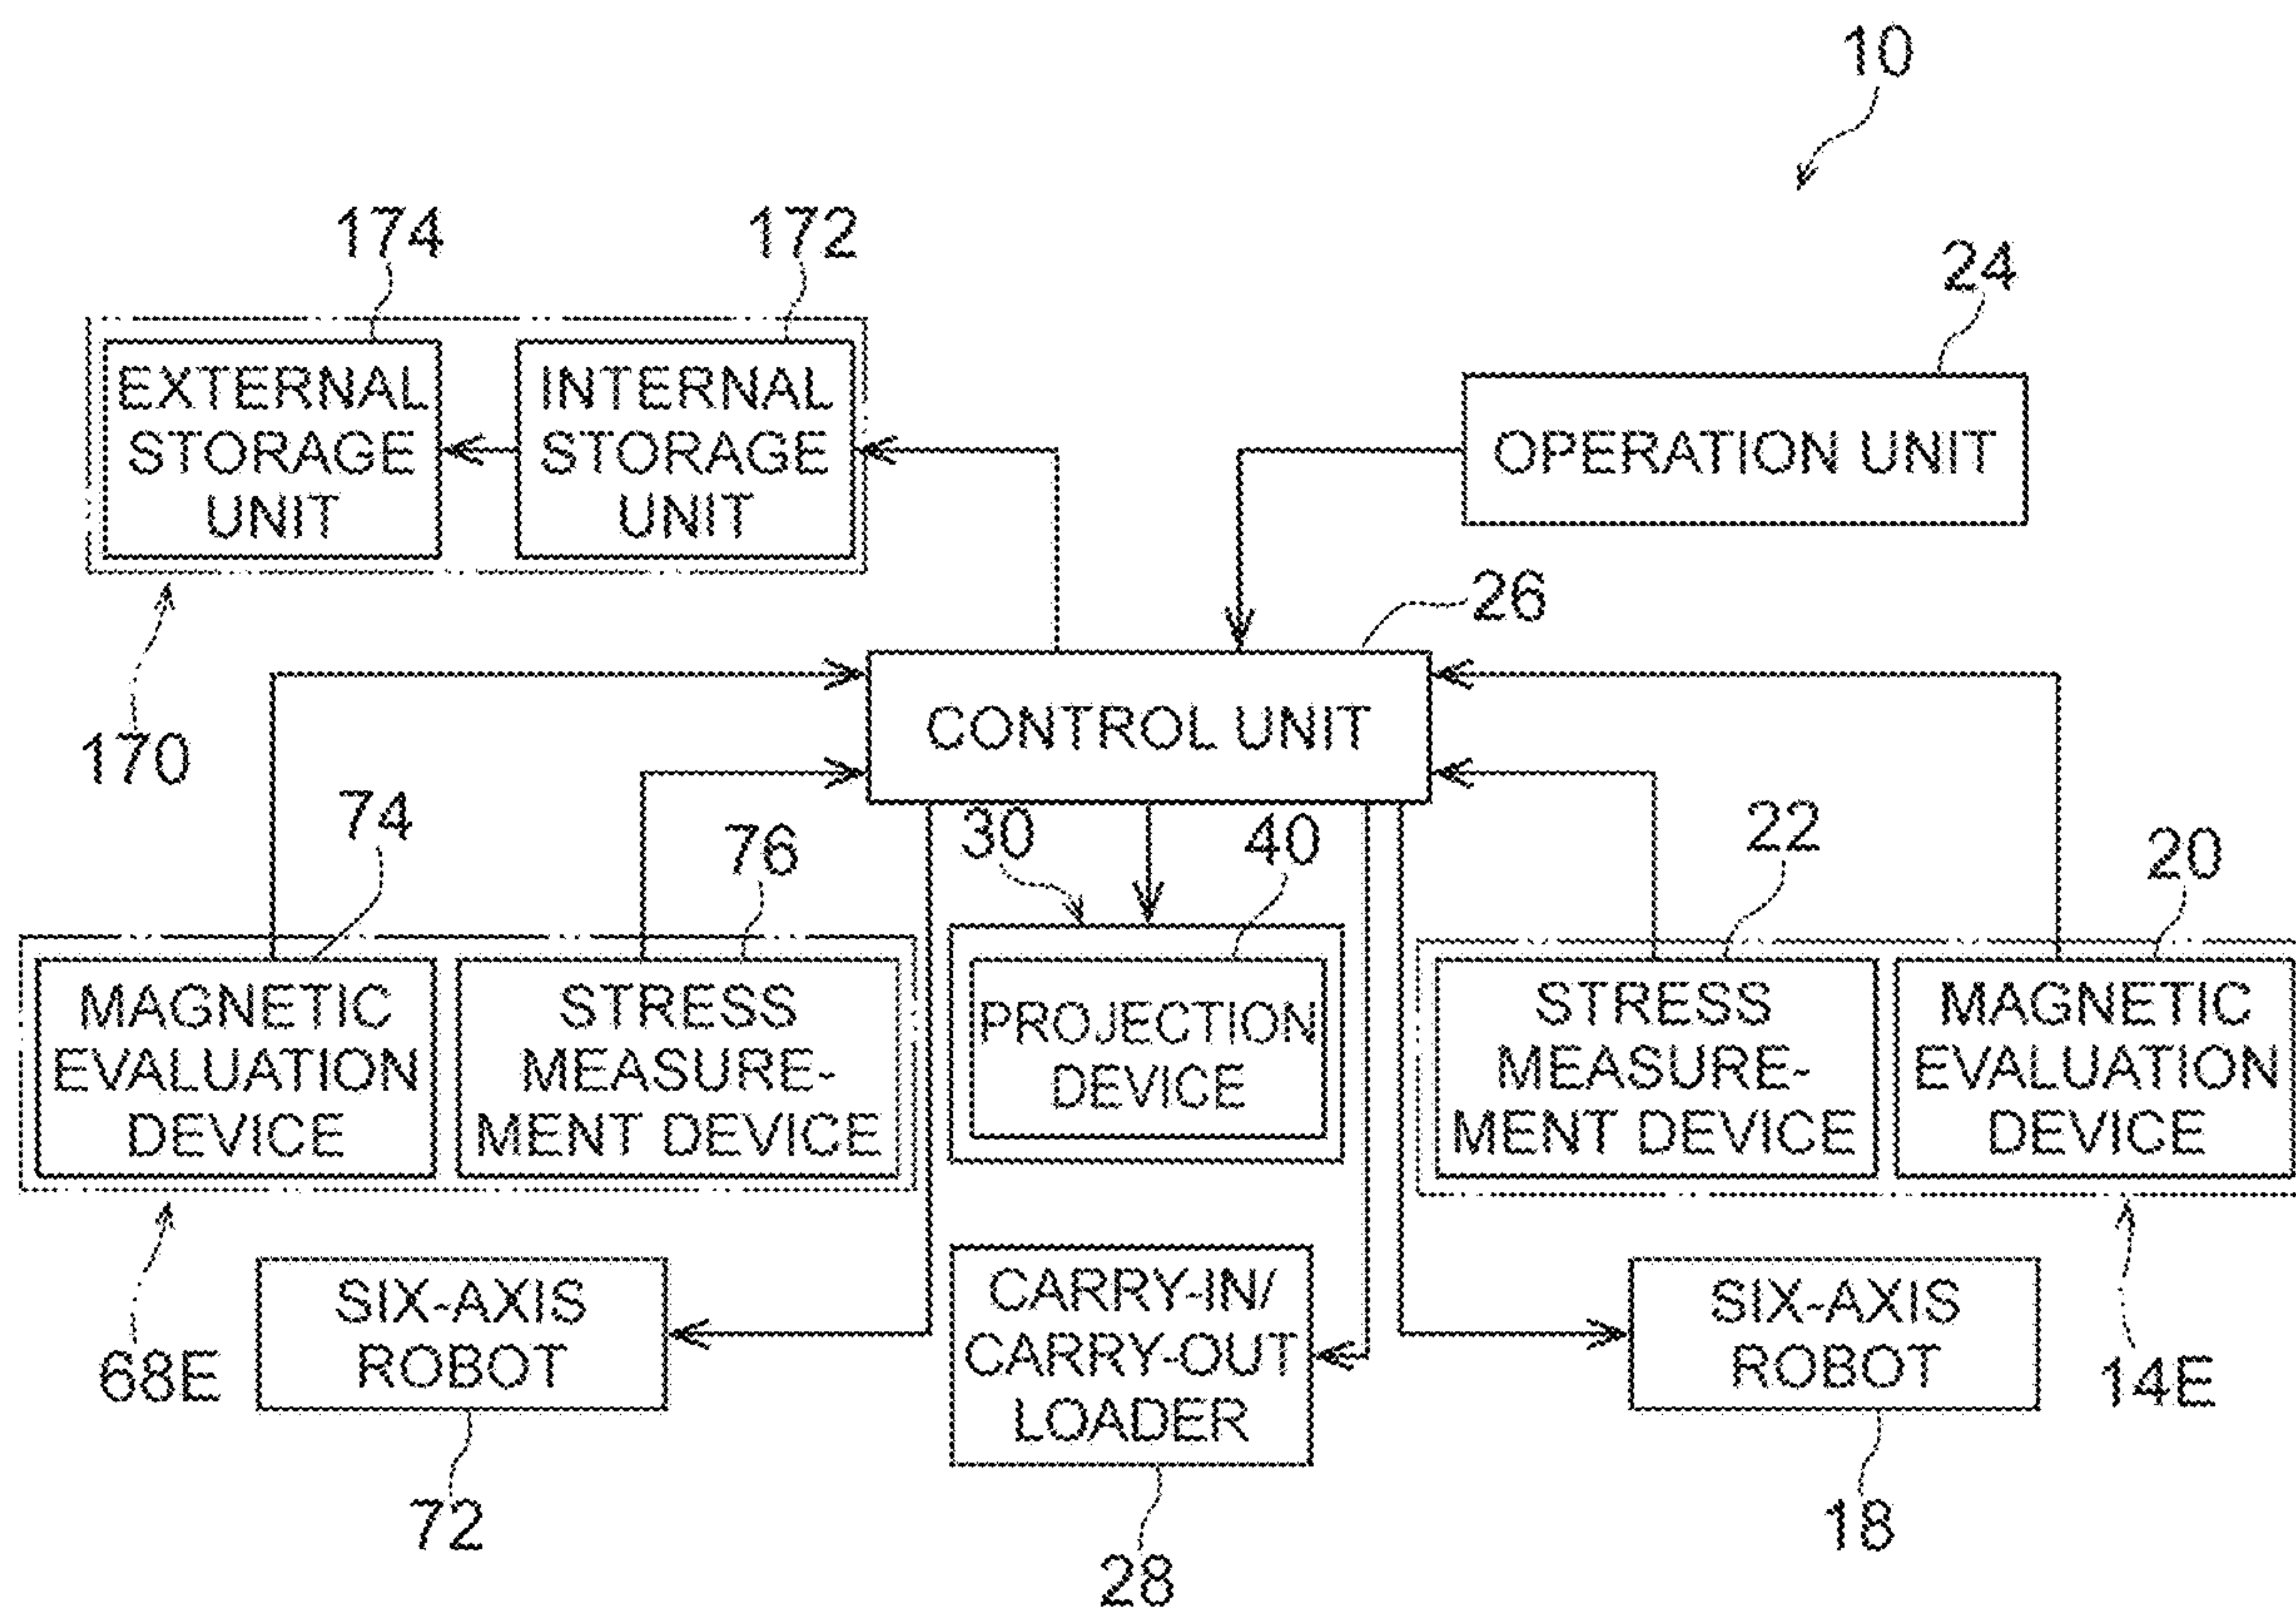 10
174
172
24
EXTERNAL
STORAGE
UNIT
INTERNAL
STORAGE
UNIT
OPERATION UNIT
26
170
CONTROL UNIT
74
76
30
40
22
20
MAGNETIC
EVALUATION
DEVICE
STRESS
MEASURE-
MENT DEVICE
PROJECTION
DEVICE
STRESS
MEASURE-
MENT DEVICE
MAGNETIC
EVALUATION
DEVICE
68E
SIX-AXIS
ROBOT
CARRY-IN/
CARRY-OUT
LOADER
SIX-AXIS
ROBOT
14E
72
28
18